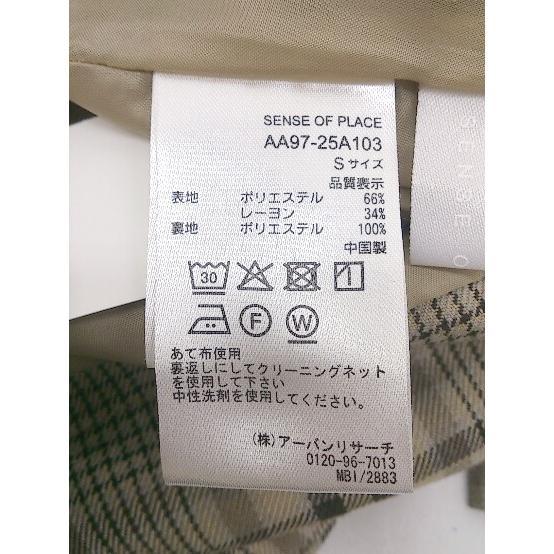 SENSE OF PLACE
AA97-25A103
Sサイズ
品質表示
表地 ポリエステル 66%
レーヨン 34%
裏地 ポリエステル 100%
中国製
30
F
W
あて布使用
裏返しにしてクリーニングネット
を使用して下さい
中性洗剤を使用してください
(株)アーバンリサーチ
0120-96-7013
MBI/2883
SENSE O